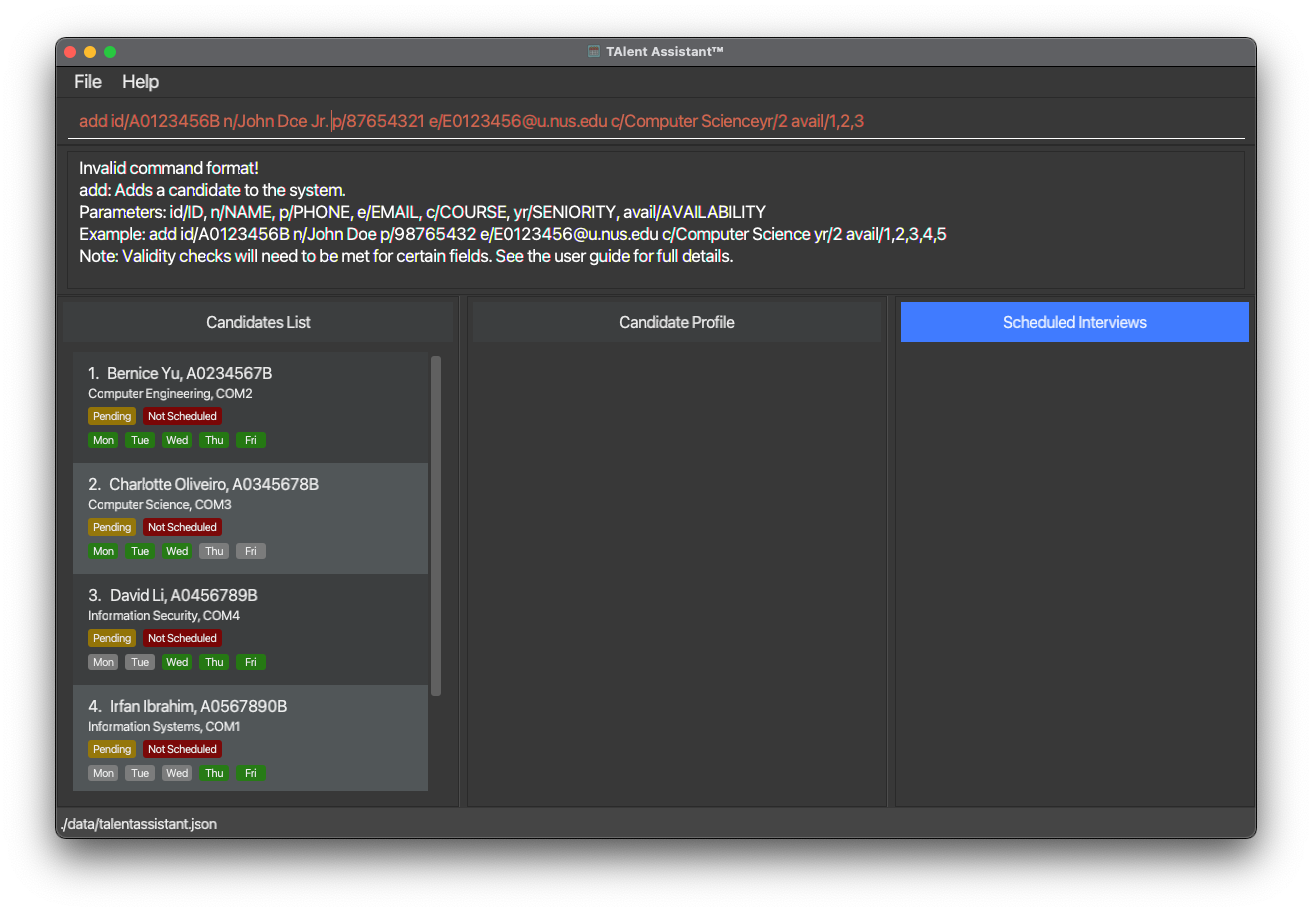 TAlent Assistant™
File Help
add id/A0123456B n/John Dce Jr. p/87654321 e/E0123456@u.nus.edu c/Computer Scienceyr/2 avail/1,2,3
Invalid command format!
add: Adds a candidate to the system.
Parameters: id/ID, n/NAME, p/PHONE, e/EMAIL, c/COURSE, yr/SENIORITY, avail/AVAILABILITY
Example: add id/A0123456B n/John Doe p/98765432 e/E0123456@u.nus.edu c/Computer Science yr/2 avail/1,2,3,4,5
Note: Validity checks will need to be met for certain fields. See the user guide for full details.
Candidates List
1. Bernice Yu, A0234567B
Computer Engineering, COM2
Pending Not Scheduled
Mon Tue Wed Thu Fri
2. Charlotte Oliveiro, A0345678B
Computer Science, COM3
Pending Not Scheduled
Mon Tue Wed Thu Fri
3. David Li, A0456789B
Information Security, COM4
Pending Not Scheduled
Mon Tue Wed Thu Fri
4. Irfan Ibrahim, A0567890B
Information Systems, COM1
Pending Not Scheduled
Mon Tue Wed Thu Fri
Candidate Profile
Scheduled Interviews
./data/talentassistant.json